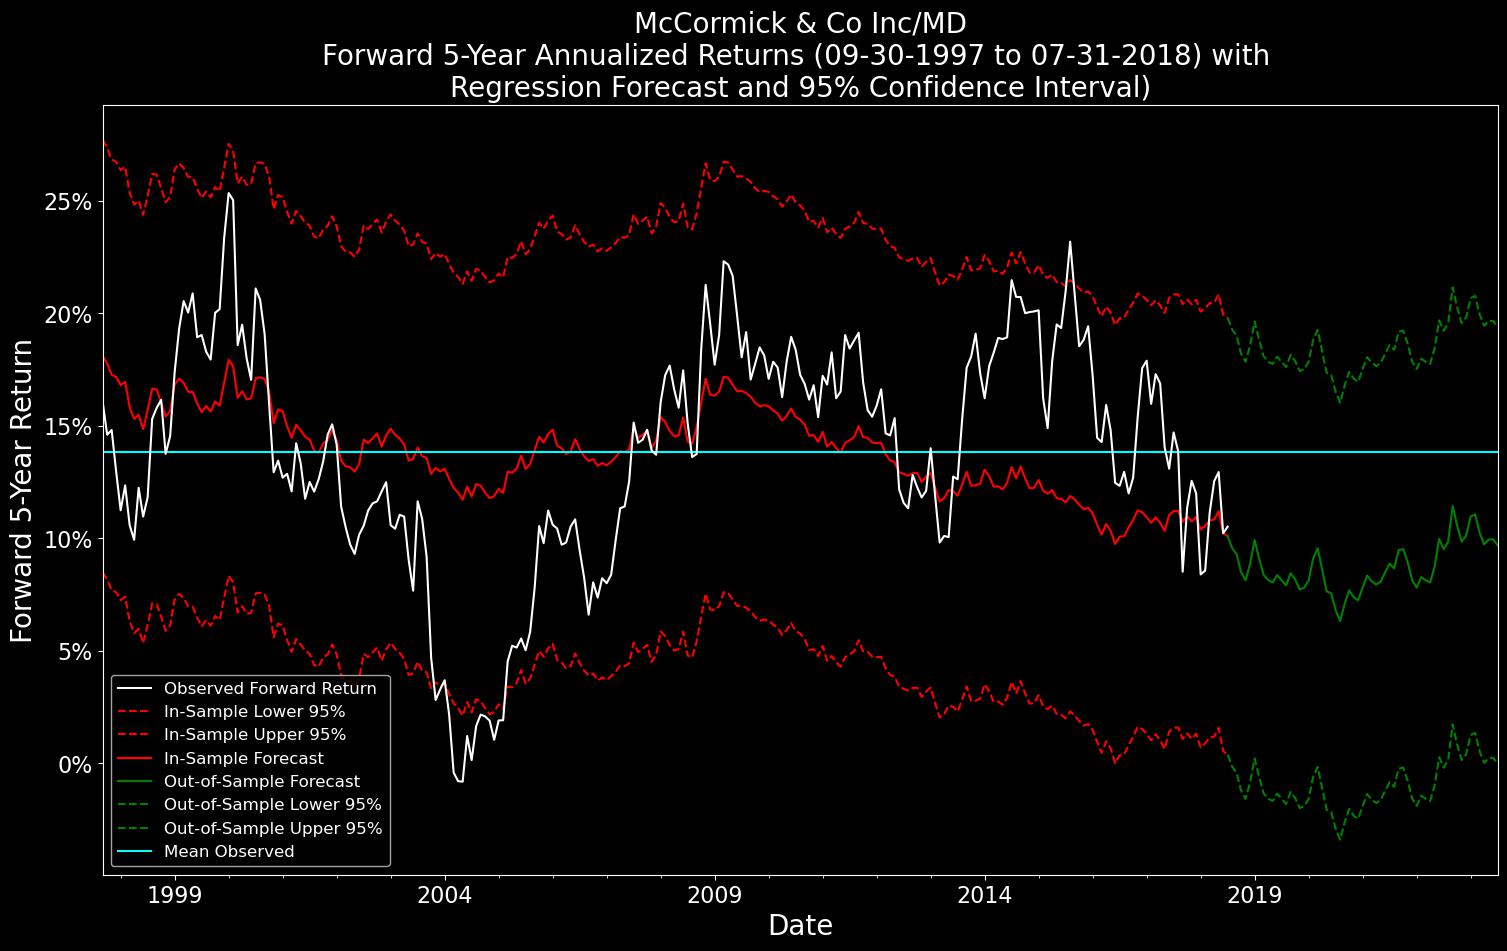 McCormick & Co Inc/MD
Forward 5-Year Annualized Returns (09-30-1997 to 07-31-2018) with
Regression Forecast and 95% Confidence Interval)
Forward 5-Year Return
25%
20%
15%
10%
5%
0%
Observed Forward Return
In-Sample Lower 95%
In-Sample Upper 95%
In-Sample Forecast
Out-of-Sample Forecast
Out-of-Sample Lower 95%
Out-of-Sample Upper 95%
Mean Observed
1999 2004 2009 2014 2019
Date